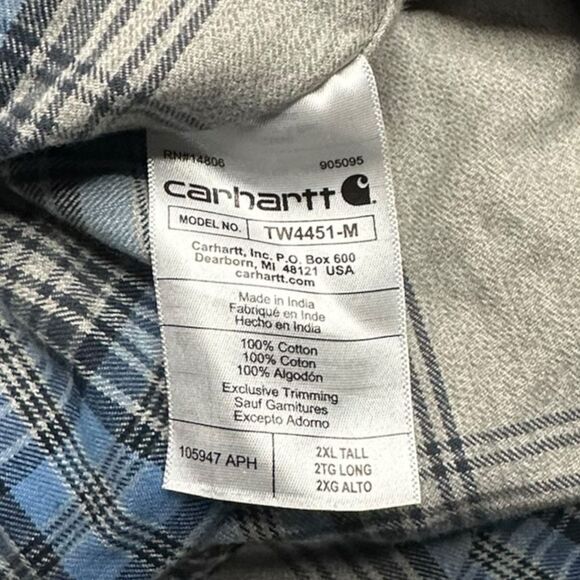 RN#14806 905095
carhartt
MODEL NO. TW4451-M
Carhartt, Inc. P.O. Box 600
Dearborn, MI 48121 USA
carhartt.com
Made in India
Fabriqué en Inde
Hecho en India
100% Cotton
100% Coton
100% Algodón
Exclusive Trimming
Sauf Garnitures
Excepto Adorno
105947 APH
2XL TALL
2TG LONG
2XG ALTO